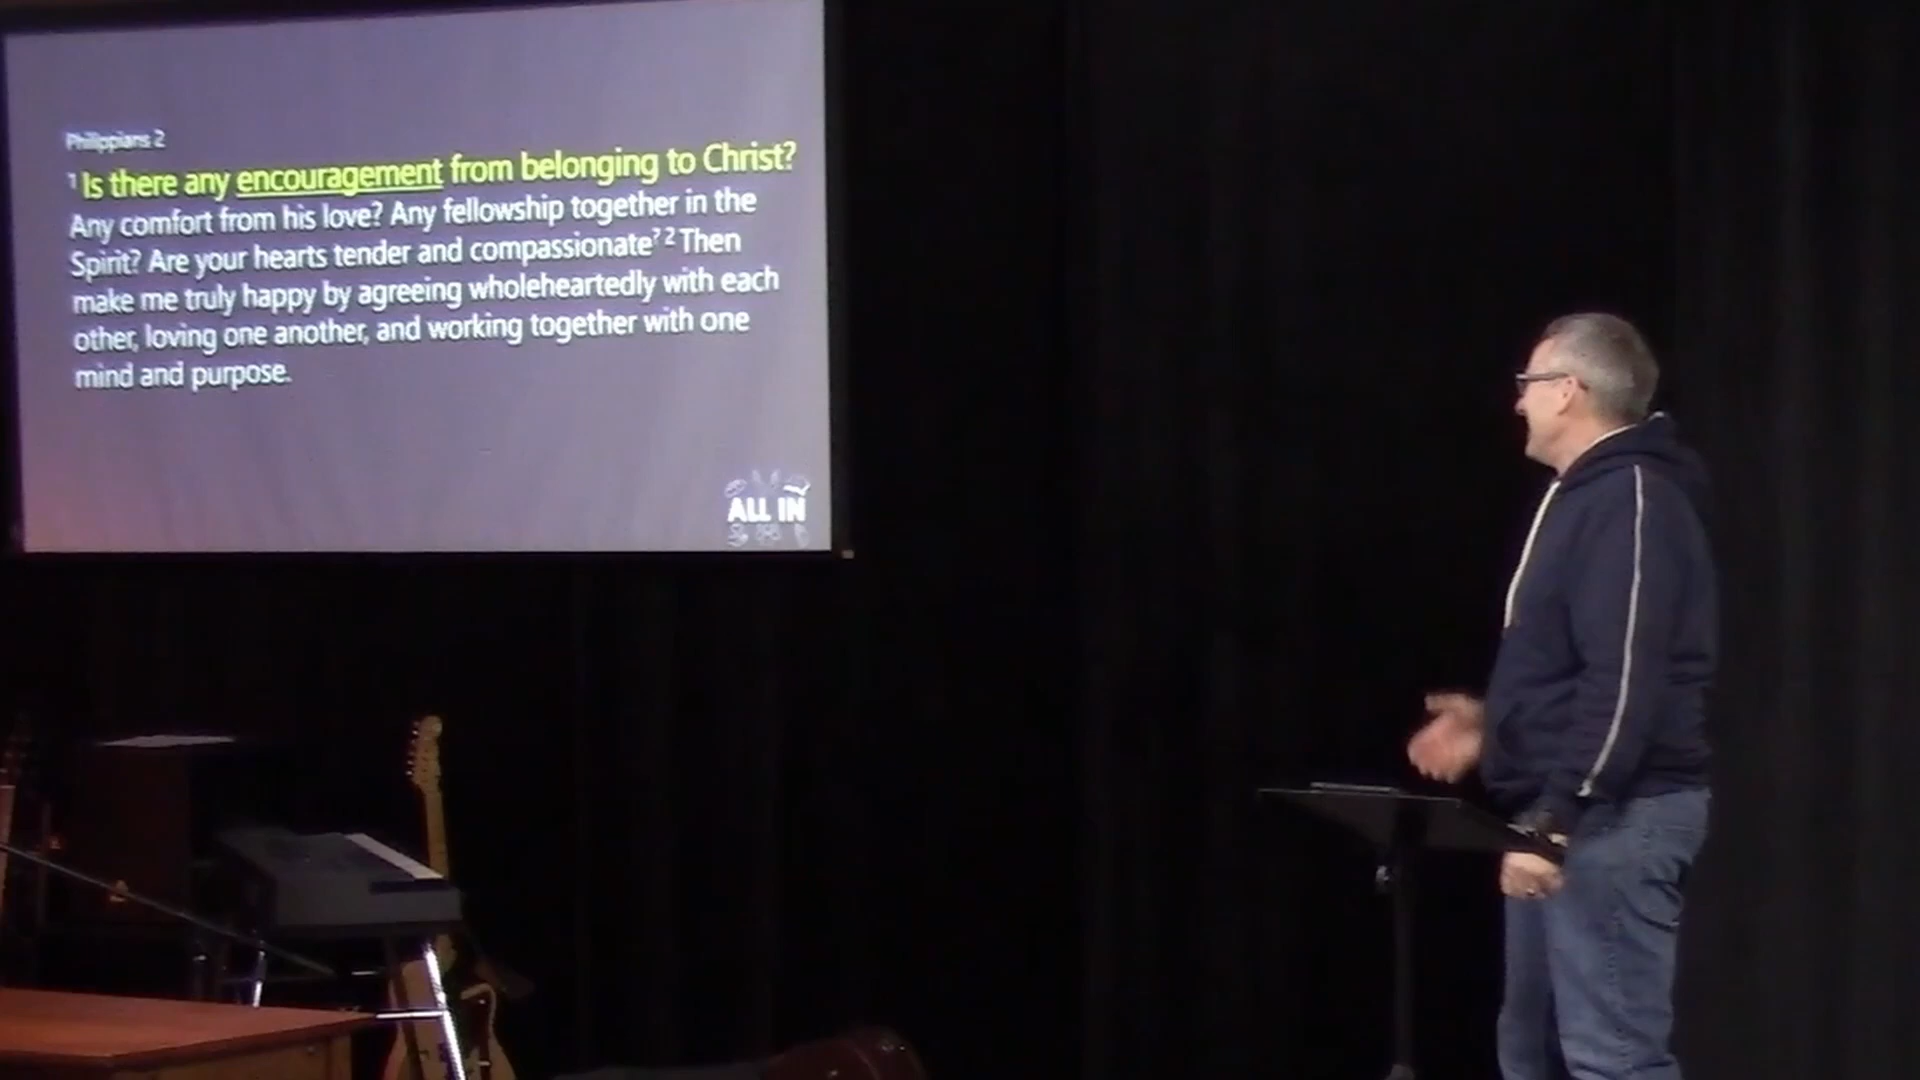 Philippians 2
1 Is there any encouragement from belonging to Christ?
Any comfort from his love? Any fellowship together in the
Spirit? Are your hearts tender and compassionate? 2 Then
make me truly happy by agreeing wholeheartedly with each
other, loving one another, and working together with one
mind and purpose.
ALL IN